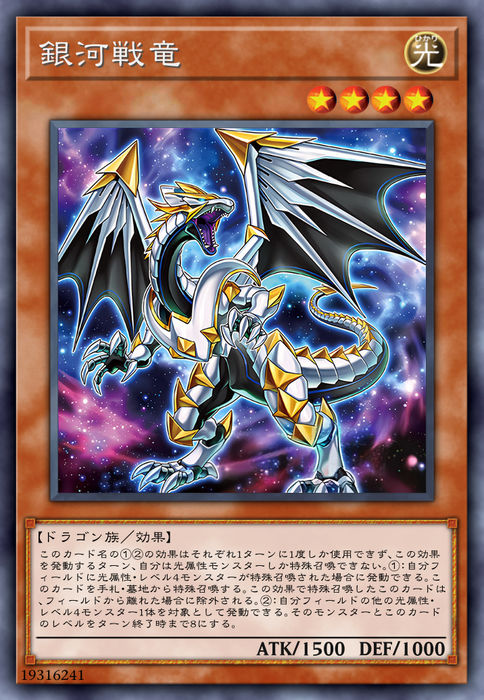 銀河戦竜
ひかり
光
【ドラゴン族／効果】
このカード名の①②の効果はそれぞれ1ターンに1度しか使用できず、この効果
を発動するターン、自分は光属性モンスターしか特殊召喚できない。①：自分フ
ィールドに光属性・レベル4モンスターが特殊召喚された場合に発動できる。こ
のカードを手札・墓地から特殊召喚する。この効果で特殊召喚したこのカードは
、フィールドから離れた場合に除外される。②：自分フィールドの他の光属性・
レベル4モンスター1体を対象として発動できる。そのモンスターとこのカード
のレベルをターン終了時まで8にする。
ATK/1500 DEF/1000
19316241